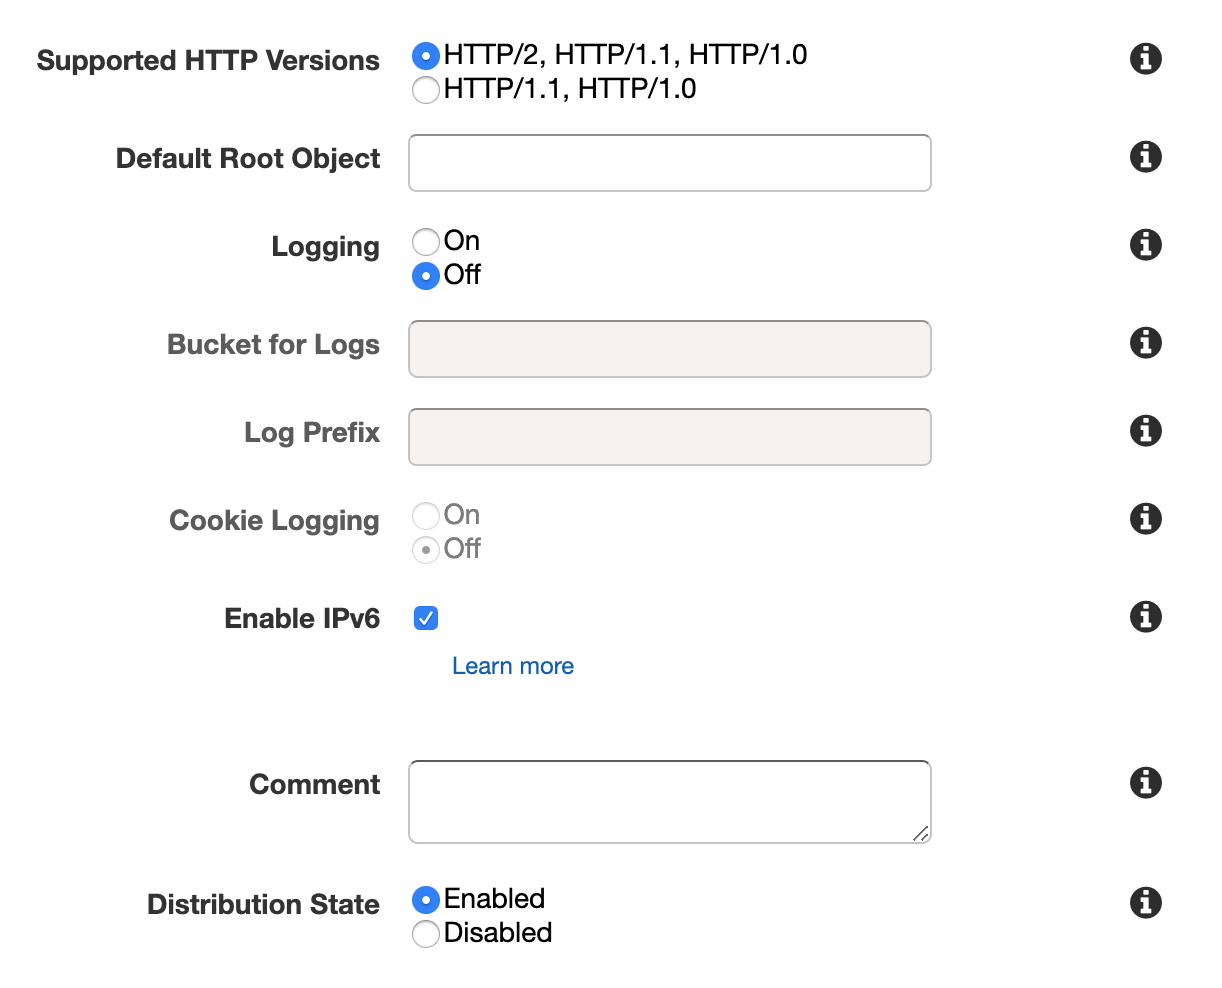 Supported HTTP Versions
HTTP/2, HTTP/1.1, HTTP/1.0
HTTP/1.1, HTTP/1.0
Default Root Object
Logging
On
Off
Bucket for Logs
Log Prefix
Cookie Logging
On
Off
Enable IPv6
Learn more
Comment
Distribution State
Enabled
Disabled